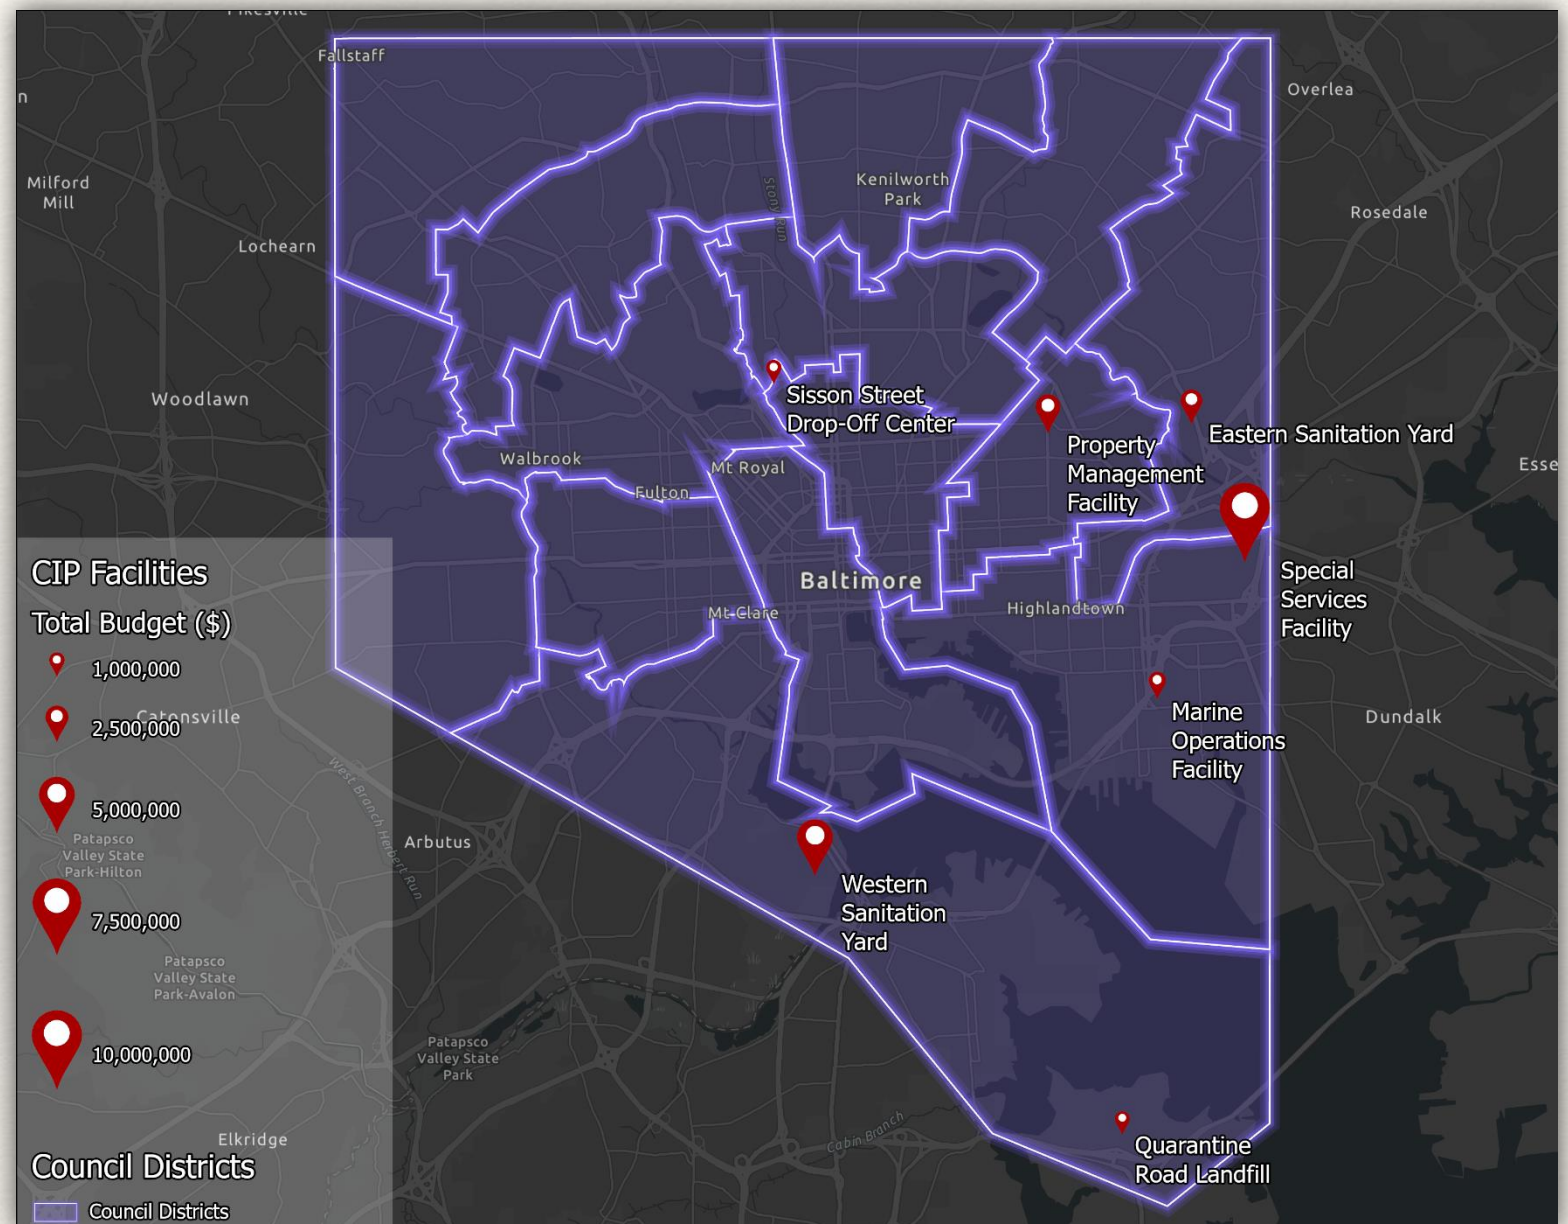 Pikesville
Fallstaff
Overlea
n
Milford
Mill
Kenilworth
Park
Stony Run
Rosedale
Lochearn
Woodlawn
Sisson Street
Drop-Off Center
Property
Management
Facility
Eastern Sanitation Yard
Walbrook
Mt Royal
Esse
Fulton
CIP Facilities
Total Budget ($)
1,000,000
2,500,000
5,000,000
7,500,000
10,000,000
Baltimore
Special
Services
Facility
Mt Clare
Highlandtown
Catonsville
Marine
Operations
Facility
Dundalk
West Branch Herbert Run
Patapsco
Valley State
Park-Hilton
Arbutus
Western
Sanitation
Yard
Patapsco
Valley State
Park-Avalon
Patapsco
Valley State
Park
Cabin Branch
Elkridge
Quarantine
Road Landfill
Council Districts
Council Districts